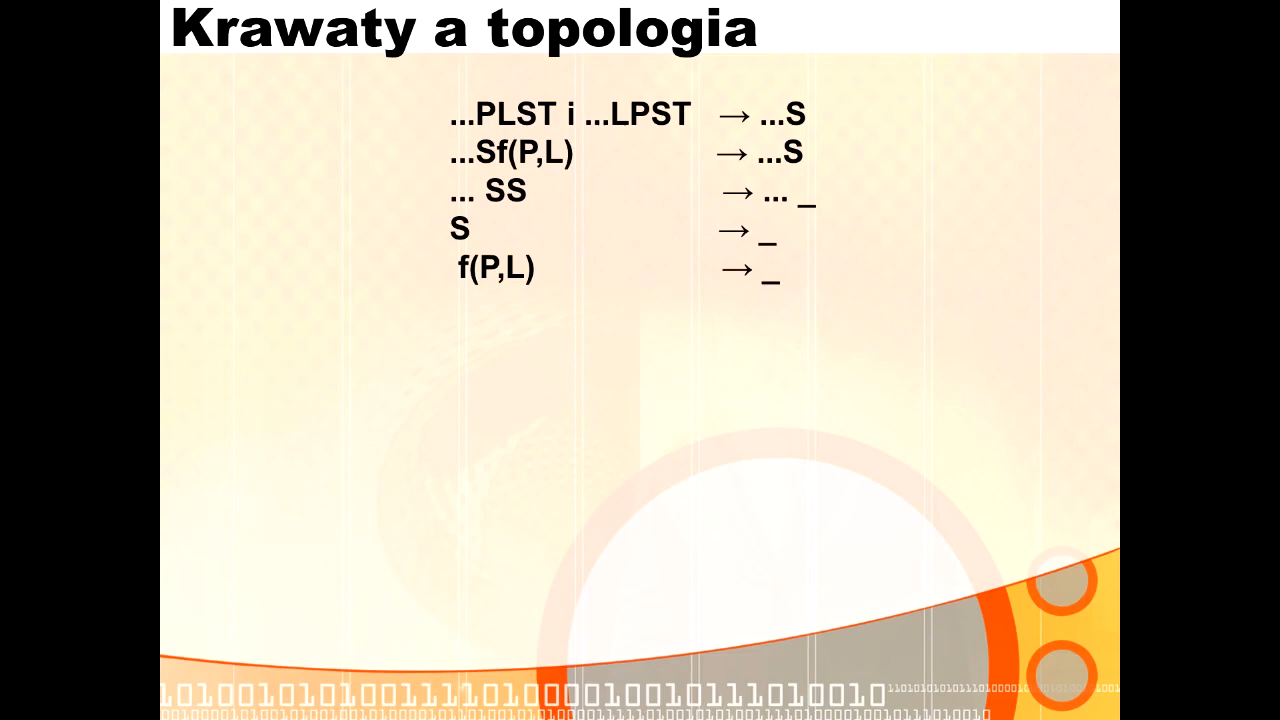 Krawaty a topologia
...PLST i ...LPST → ...S
...Sf(P,L) → ...S
... SS → ... _
S → _
f(P,L) → _